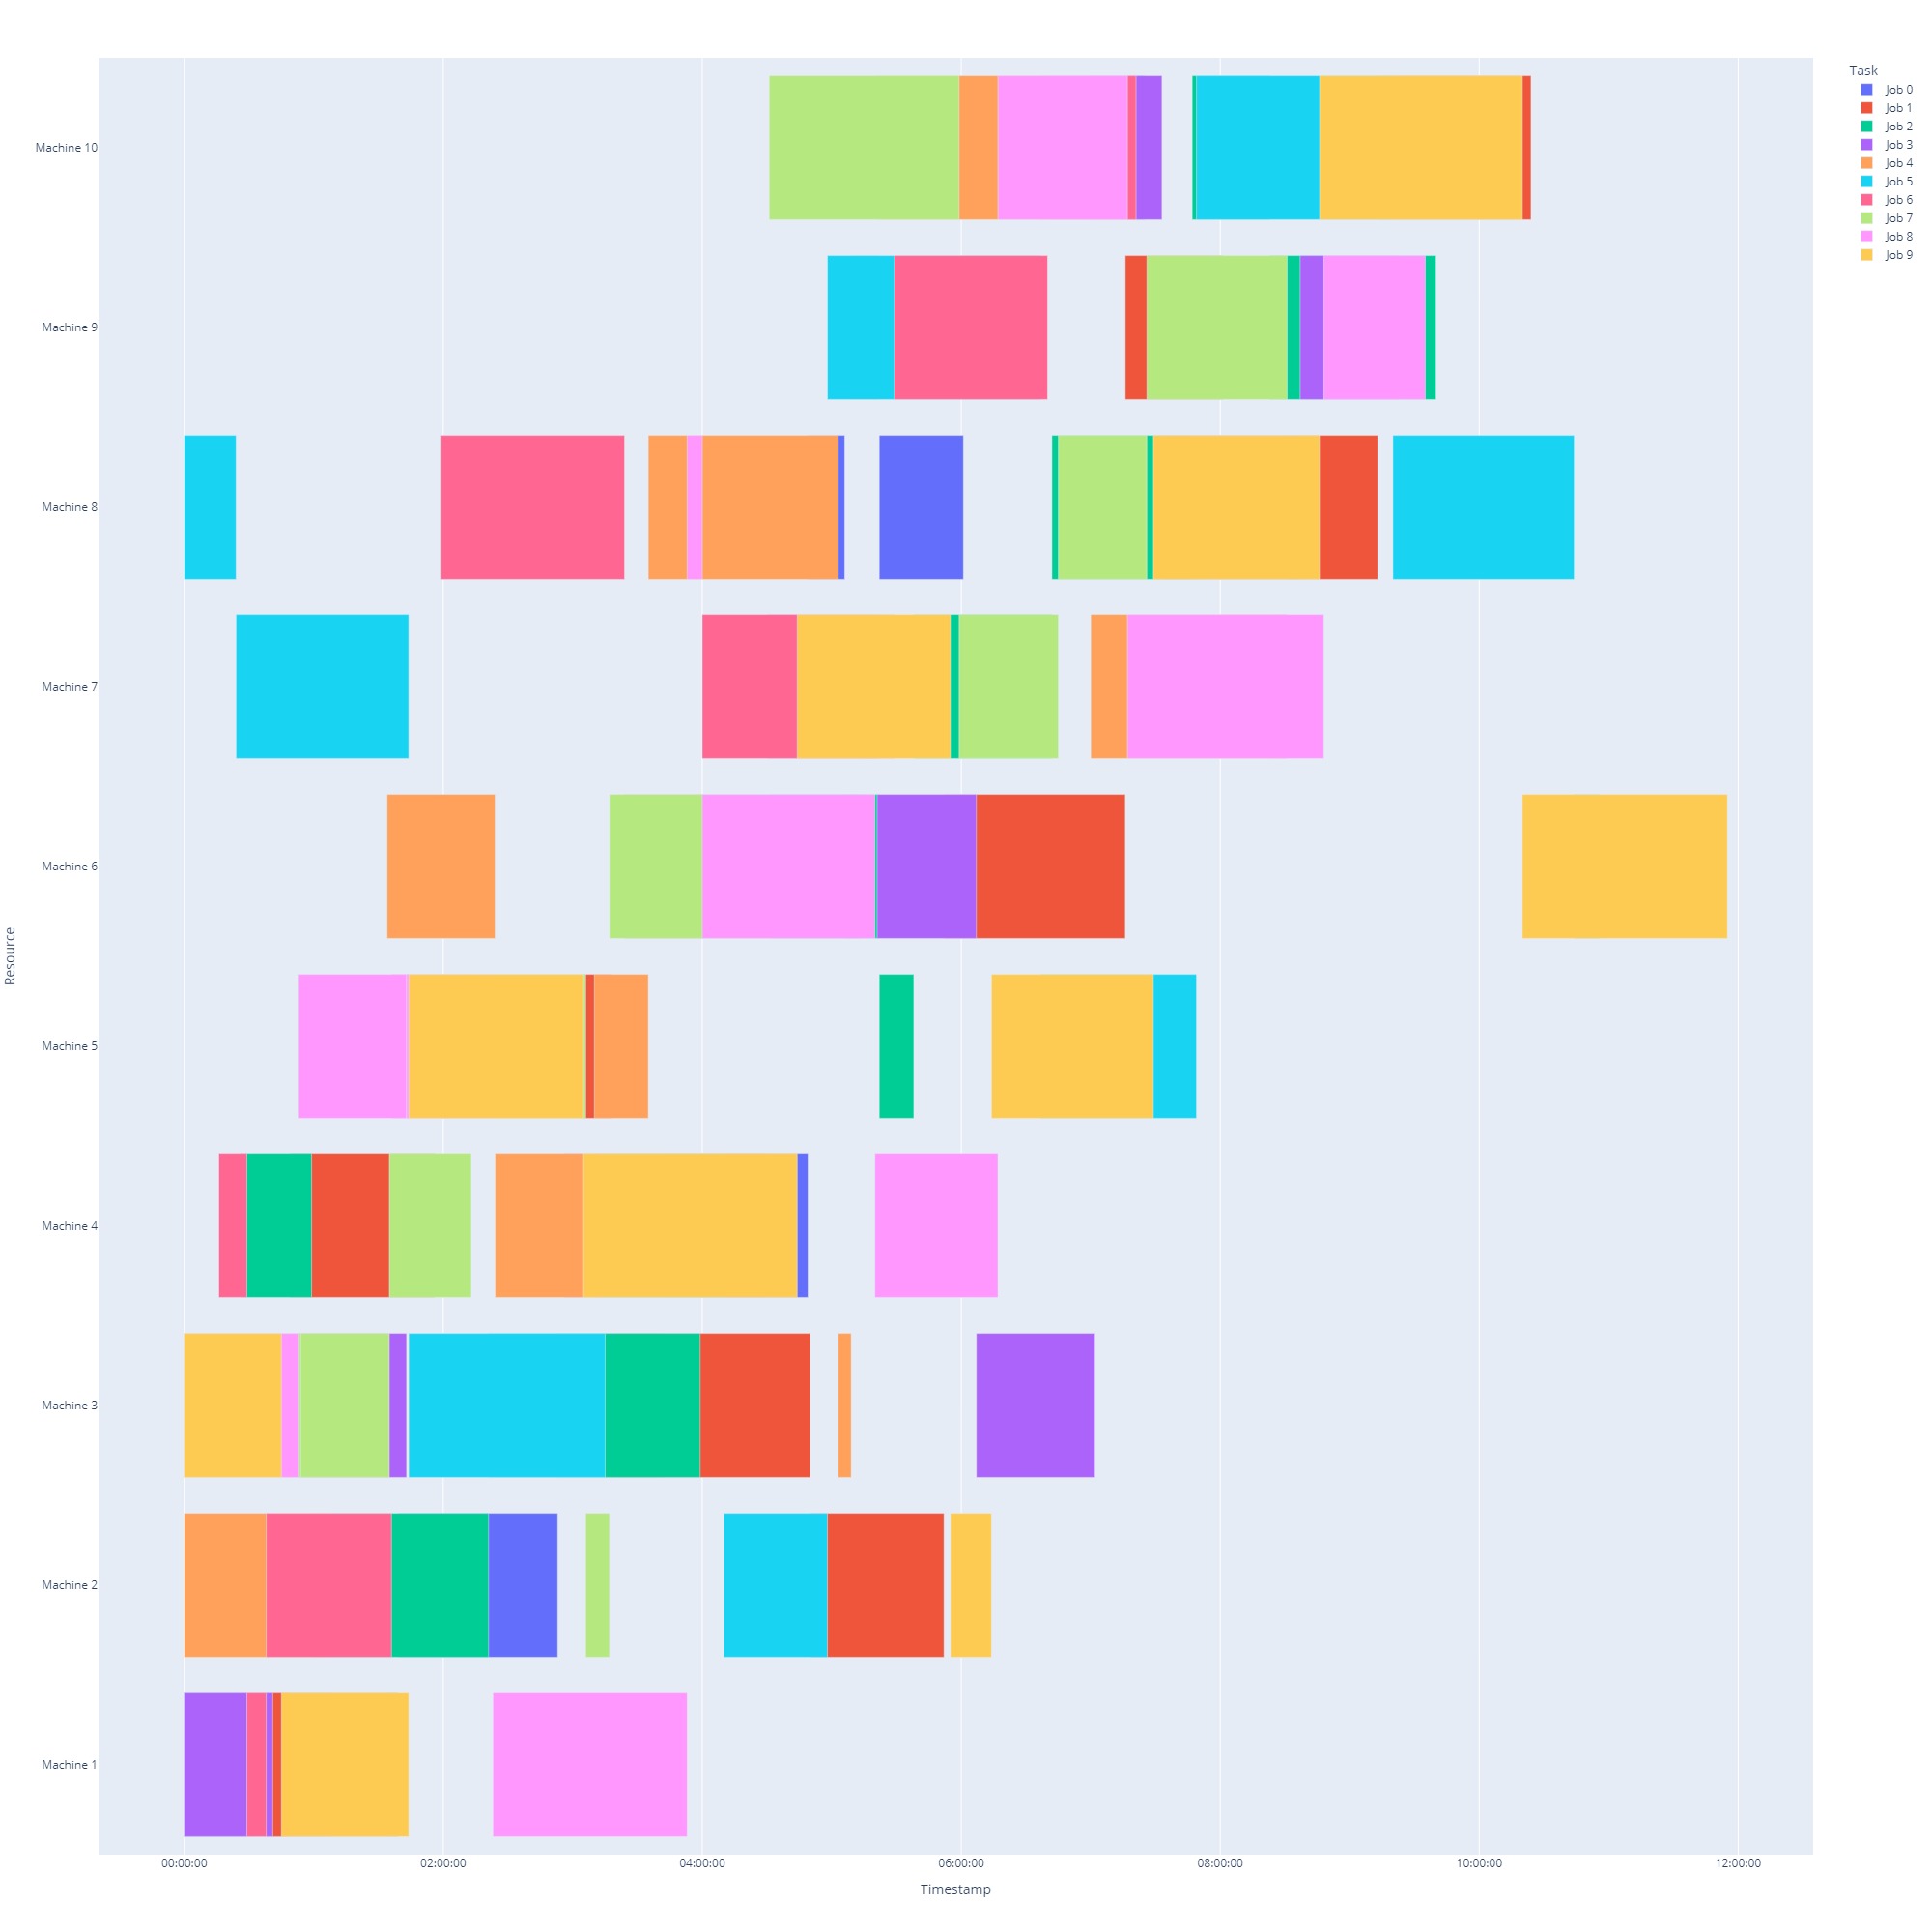 Task
Job 0
Job 1
Job 2
Job 3
Job 4
Job 5
Job 6
Job 7
Job 8
Job 9
Machine 10
Machine 9
Machine 8
Machine 7
Machine 6
Machine 5
Machine 4
Machine 3
Machine 2
Machine 1
Resource
00:00:00 02:00:00 04:00:00 06:00:00 08:00:00 10:00:00 12:00:00
Timestamp